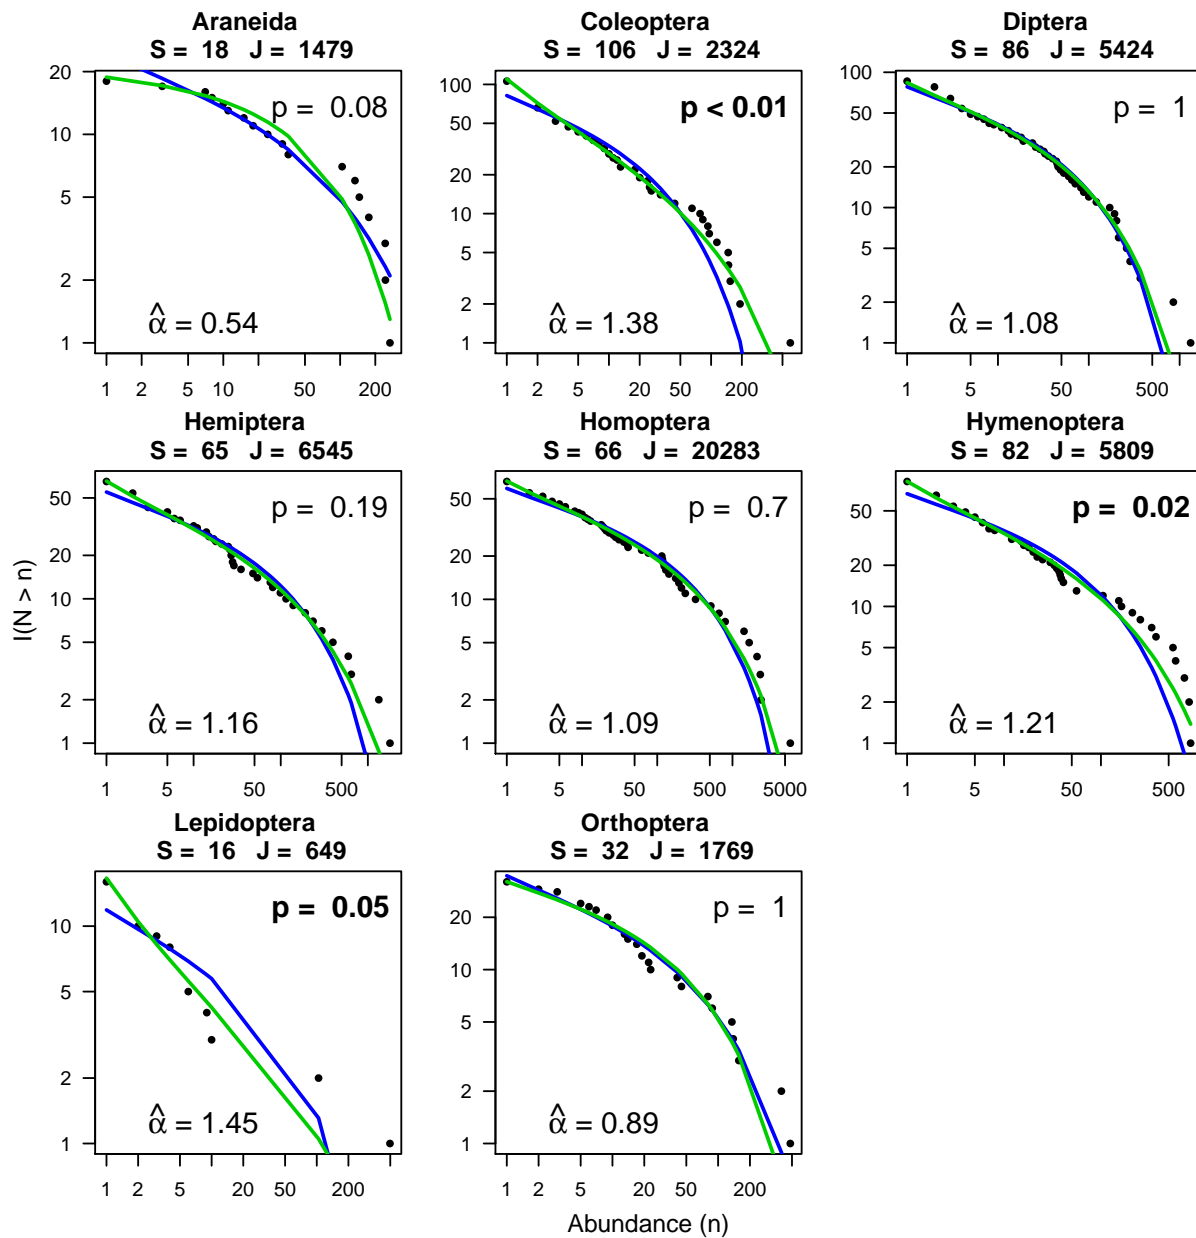 Araneida
S = 18 J = 1479
20
10
5
2
1
p = 0.08
α̂ = 0.54
1 2 5 10 50 200
Coleoptera
S = 106 J = 2324
100
50
20
10
5
2
1
p < 0.01
α̂ = 1.38
1 2 5 20 50 200
Diptera
S = 86 J = 5424
100
50
20
10
5
2
1
p = 1
α̂ = 1.08
1 5 50 500
Hemiptera
S = 65 J = 6545
50
20
10
5
2
1
p = 0.19
α̂ = 1.16
1 5 50 500
I(N > n)
Homoptera
S = 66 J = 20283
50
20
10
5
2
1
p = 0.7
α̂ = 1.09
1 5 50 500 5000
Hymenoptera
S = 82 J = 5809
50
20
10
5
2
1
p = 0.02
α̂ = 1.21
1 5 50 500
Lepidoptera
S = 16 J = 649
10
5
2
1
p = 0.05
α̂ = 1.45
1 2 5 20 50 200
Orthoptera
S = 32 J = 1769
20
10
5
2
1
p = 1
α̂ = 0.89
1 2 5 20 50 200
Abundance (n)